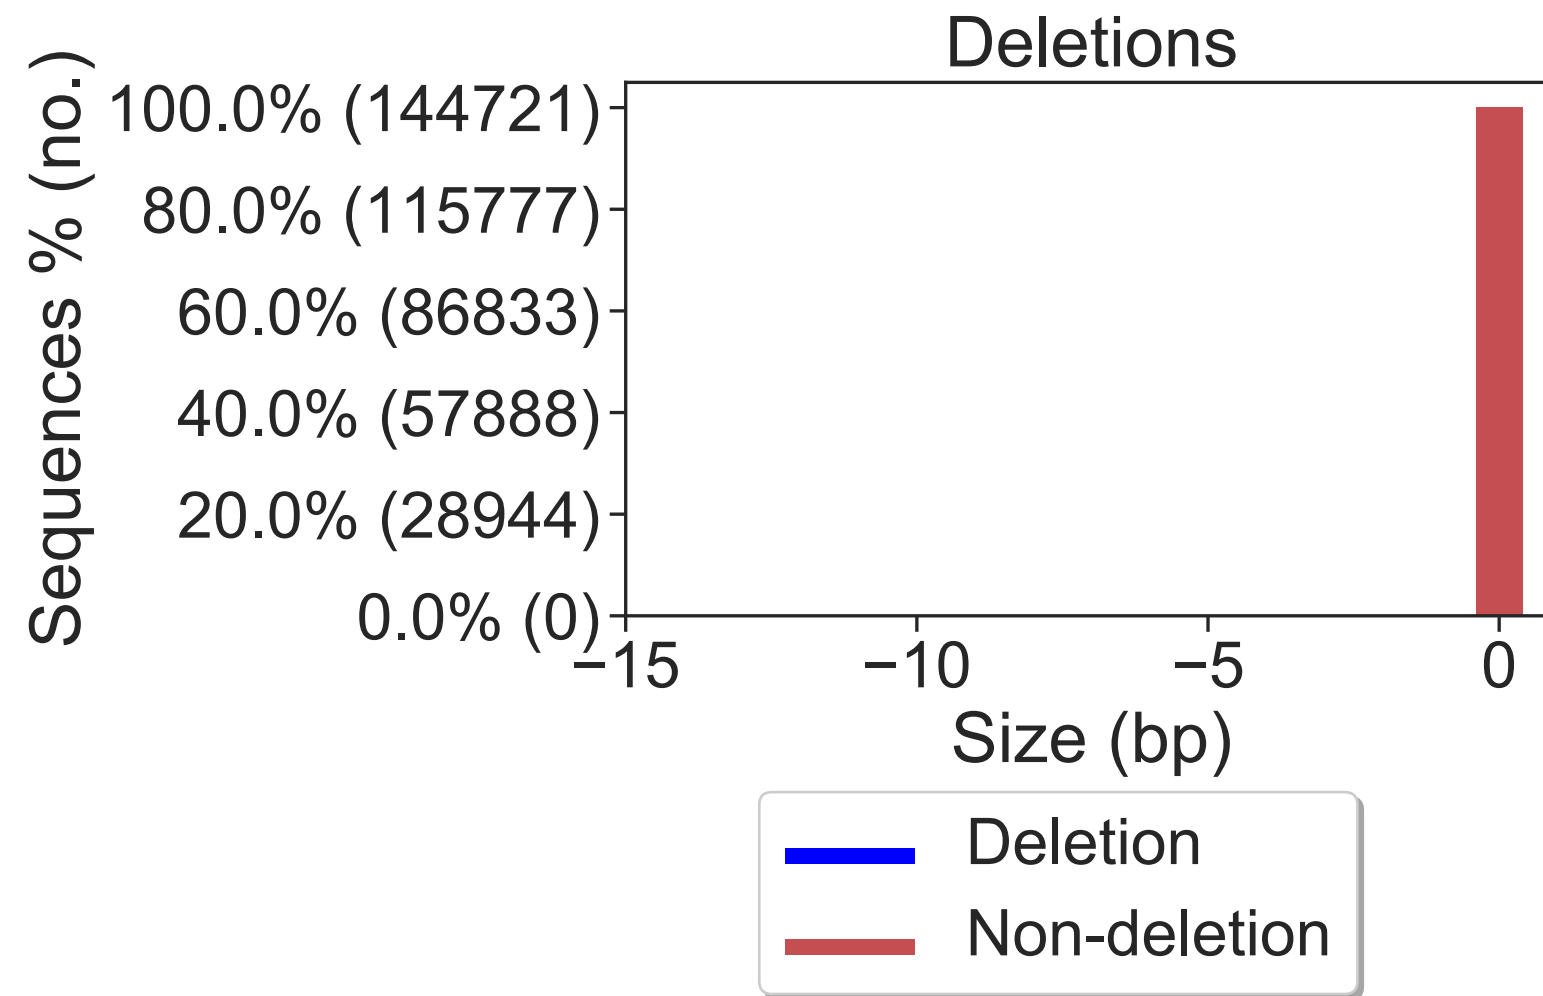 Deletions
Sequences % (no.)
100.0% (144721)
80.0% (115777)
60.0% (86833)
40.0% (57888)
20.0% (28944)
0.0% (0)
−15 −10 −5 0
Size (bp)
Deletion
Non-deletion